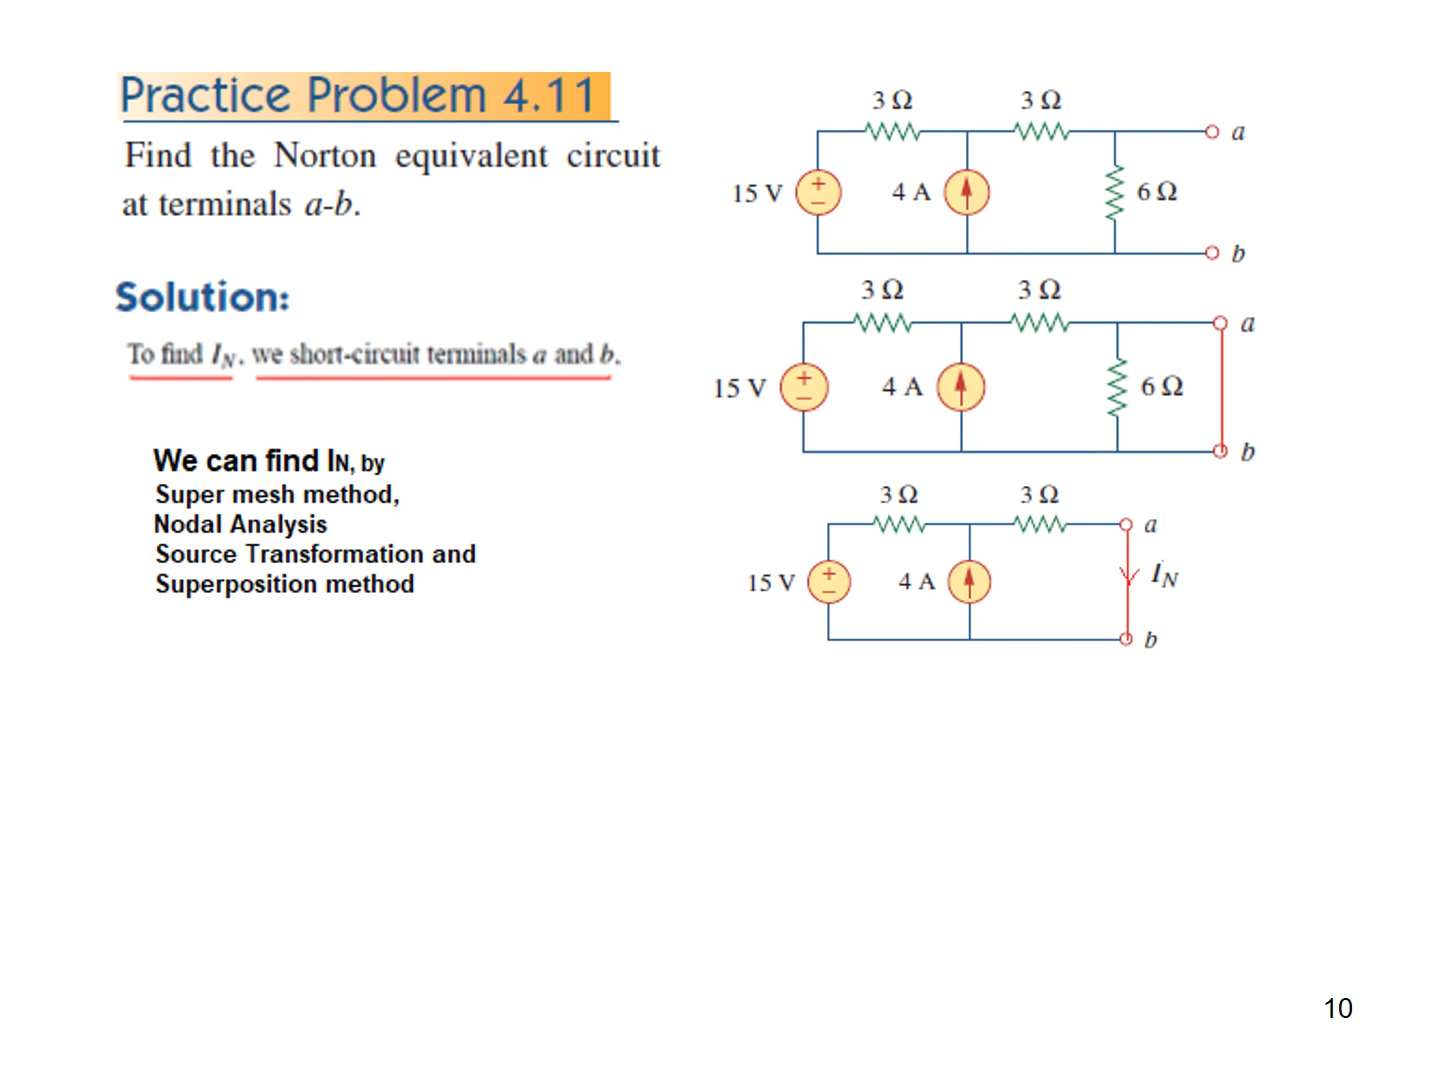 Practice Problem 4.11
Find the Norton equivalent circuit
at terminals a-b.
Solution:
To find IN, we short-circuit terminals a and b.
We can find IN, by
Super mesh method,
Nodal Analysis
Source Transformation and
Superposition method
3 Ω 3 Ω
a
15 V + − 4 A 6 Ω
b
3 Ω 3 Ω
a
15 V + − 4 A 6 Ω
b
3 Ω 3 Ω
a
15 V + − 4 A IN
b
10